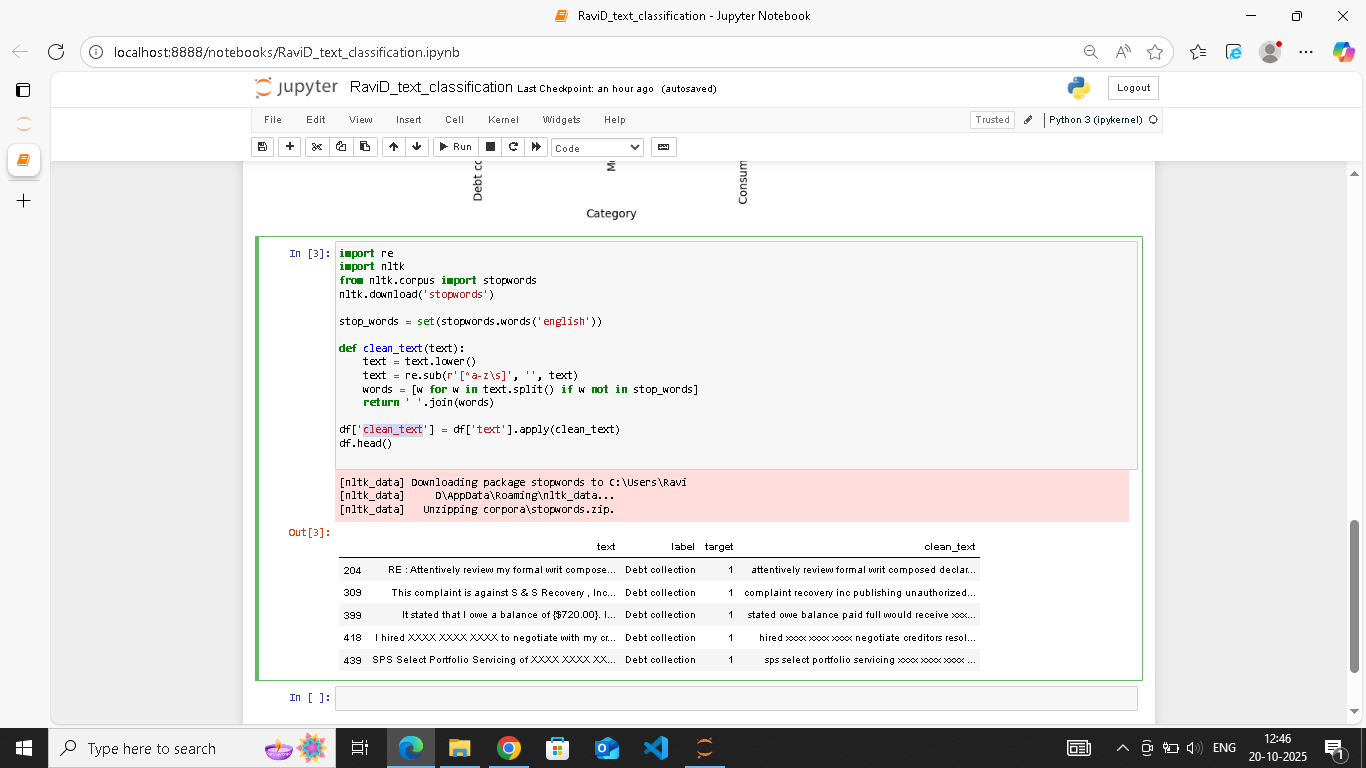 RaviD_text_classification - Jupyter Notebook
localhost:8888/notebooks/RaviD_text_classification.ipynb
jupyter RaviD_text_classification Last Checkpoint: an hour ago (autosaved)
Logout
File Edit View Insert Cell Kernel Widgets Help
Trusted
Python 3 (ipykernel)
Run
Code
Debt
Consum
Category
In [3]:
import re
import nltk
from nltk.corpus import stopwords
nltk.download('stopwords')
stop_words = set(stopwords.words('english'))
def clean_text(text):
    text = text.lower()
    text = re.sub(r'[^a-z\s]', '', text)
    words = [w for w in text.split() if w not in stop_words]
    return ' '.join(words)
df['clean_text'] = df['text'].apply(clean_text)
df.head()
[nltk_data] Downloading package stopwords to C:\Users\Ravi
[nltk_data]     D\AppData\Roaming\nltk_data...
[nltk_data]   Unzipping corpora\stopwords.zip.
Out[3]:
text label target clean_text
204 RE : Attentively review my formal writ compose... Debt collection 1 attentively review formal writ composed declar...
309 This complaint is against S & S Recovery , Inc... Debt collection 1 complaint recovery inc publishing unauthorized...
399 It stated that I owe a balance of {$720.00}. I... Debt collection 1 stated owe balance paid full would receive xxx...
418 I hired XXXX XXXX XXXX to negotiate with my cr... Debt collection 1 hired xxxx xxxx xxxx negotiate creditors resol...
439 SPS Select Portfolio Servicing of XXXX XXXX XX... Debt collection 1 sps select portfolio servicing xxxx xxxx xxxx ...
In [ ]:
Type here to search
ENG
12:46
20-10-2025
1